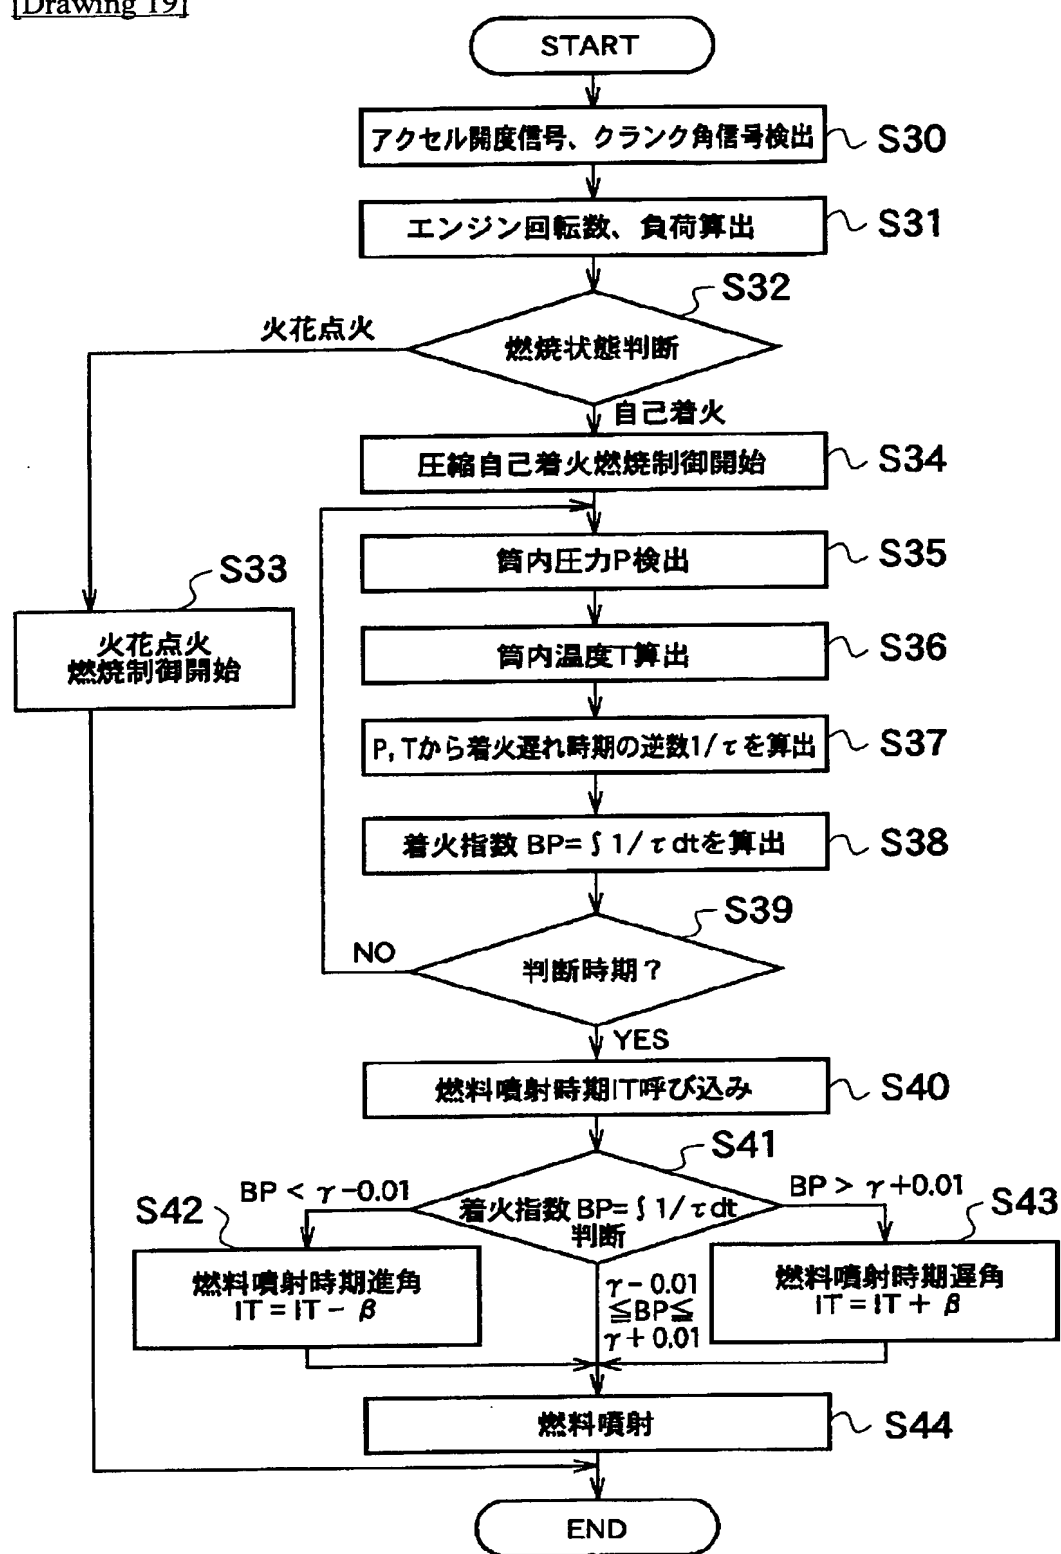 [Drawing 19]
START
アクセル開度信号、クランク角信号検出
S30
エンジン回転数、負荷算出
S31
S32
火花点火
燃焼状態判断
自己着火
圧縮自己着火燃焼制御開始
S34
筒内圧力P検出
S35
S33
火花点火
燃焼制御開始
筒内温度T算出
S36
P, Tから着火遅れ時期の逆数1/τを算出
S37
着火指数 BP=∫1/τdtを算出
S38
S39
NO
判断時期?
YES
燃料噴射時期IT呼び込み
S40
S41
BP < γ-0.01
着火指数 BP=∫1/τdt
判断
BP > γ+0.01
S42
燃料噴射時期進角
IT = IT - β
γ-0.01
≦BP≦
γ+0.01
S43
燃料噴射時期遅角
IT = IT + β
燃料噴射
S44
END